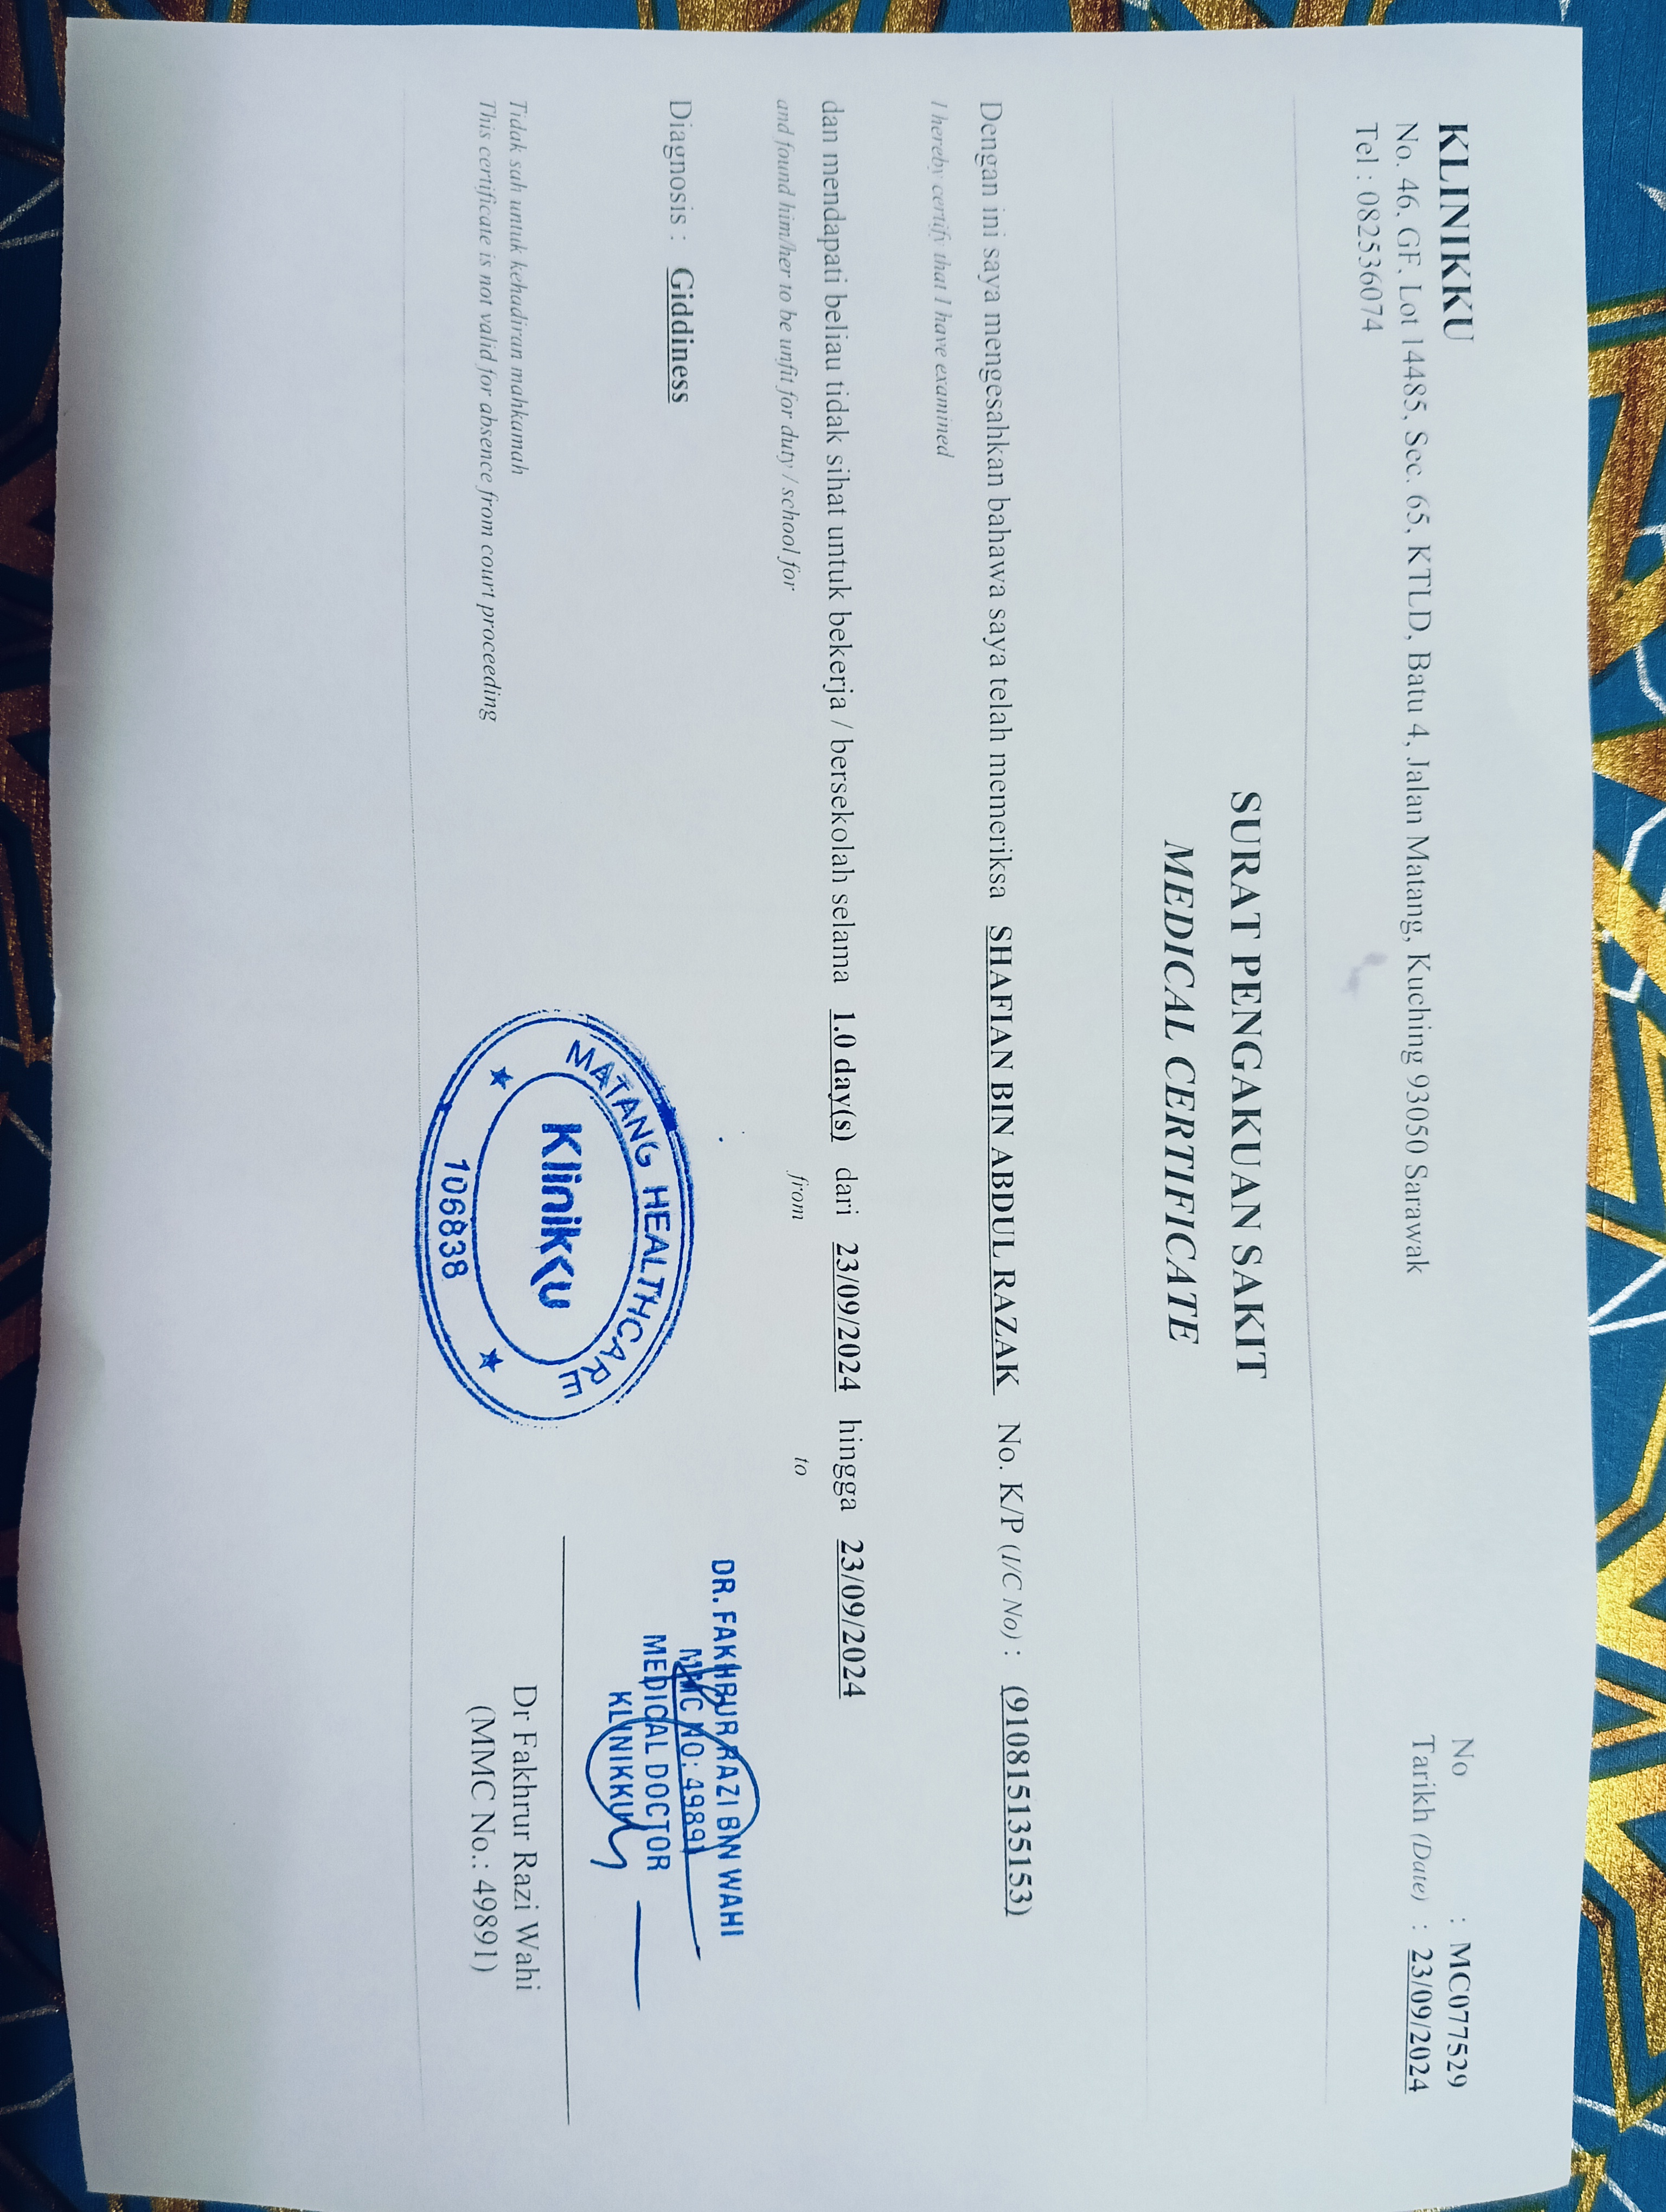 KLINIKKU
No. 46, GF, Lot 14485, Sec. 65, KTLD, Batu 4, Jalan Matang, Kuching 93050 Sarawak
Tel : 082536074
No : MC077529
Tarikh (Date) : 23/09/2024
SURAT PENGAKUAN SAKIT
MEDICAL CERTIFICATE
Dengan ini saya mengesahkan bahawa saya telah memeriksa SHAFIAN BIN ABDUL RAZAK No. K/P (I/C No) : (910815135153)
I hereby certify that I have examined
dan mendapati beliau tidak sihat untuk bekerja / bersekolah selama 1.0 day(s) dari 23/09/2024 hingga 23/09/2024
and found him/her to be unfit for duty / school for from to
Diagnosis : Giddiness
DR. FAKHRUR RAZI BIN WAHI
MMC NO: 49891
MEDICAL DOCTOR
KLINIKKU
MATANG HEALTHCARE
Klinikku
106838
Tidak sah untuk kehadiran mahkamah
This certificate is not valid for absence from court proceeding
Dr Fakhrur Razi Wahi
(MMC No.: 49891)